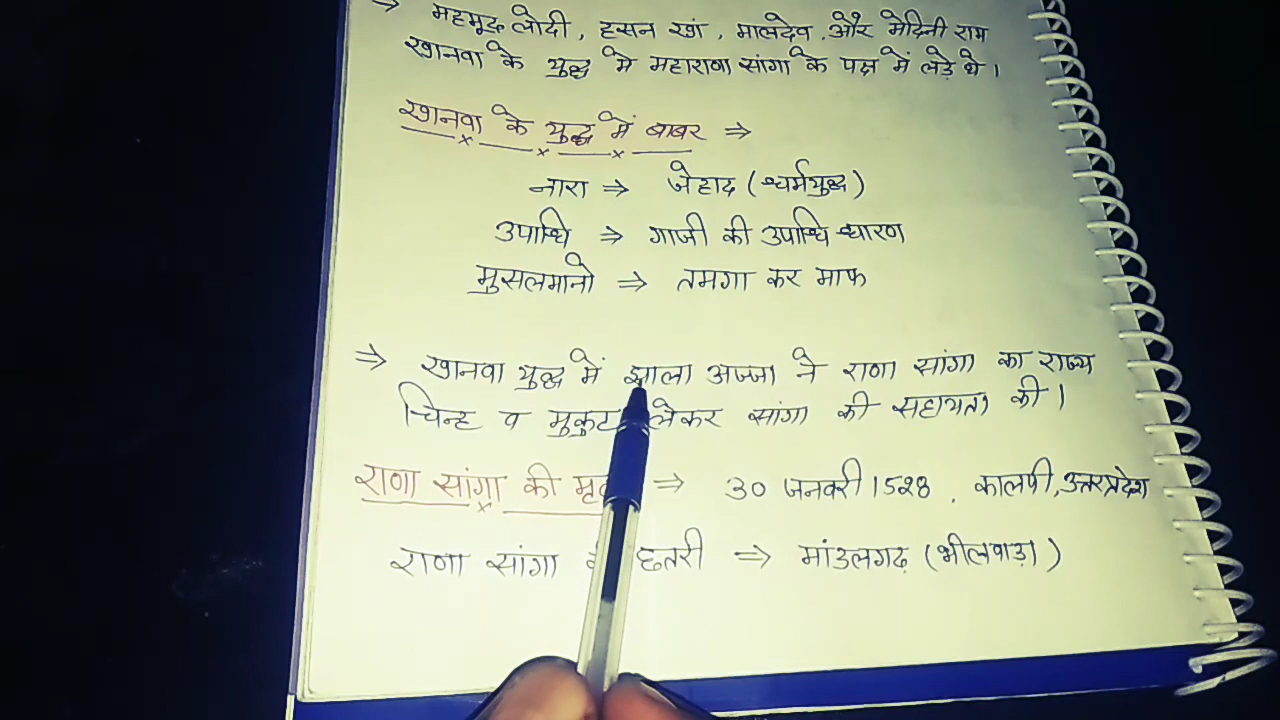 ⇒ महमूद लोदी, हसन खां, मालदेव, और मेदिनी राय
खानवा के युद्ध मे महाराणा सांगा के पक्ष में लड़े थे।
खानवा के युद्ध में बाबर ⇒
नारा ⇒ जेहाद (धर्मयुद्ध)
उपाधि ⇒ गाजी की उपाधि धारण
मुसलमानो ⇒ तमगा कर माफ
⇒ खानवा युद्ध में झाला अज्जा ने राणा सांगा का राज्य
चिन्ह व मुकुट लेकर सांगा की सहायता की।
राणा सांगा की ⇒ 30 जनवरी 1528, कालपी, उत्तरप्रदेश
राणा सांगा छतरी ⇒ मांडलगढ़ (भीलवाड़ा)